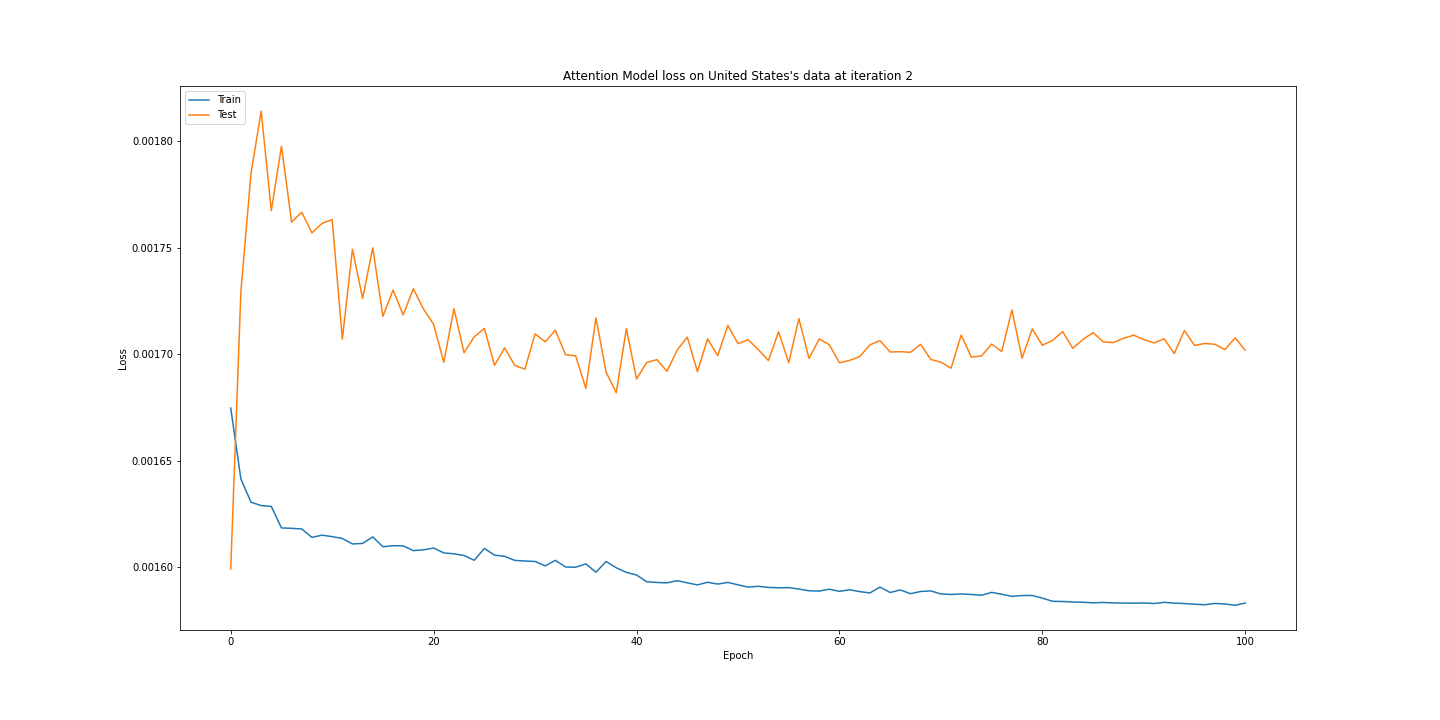 Attention Model loss on United States's data at iteration 2
Train
Test
0.00180
0.00175
0.00170
0.00165
0.00160
Loss
0 20 40 60 80 100
Epoch